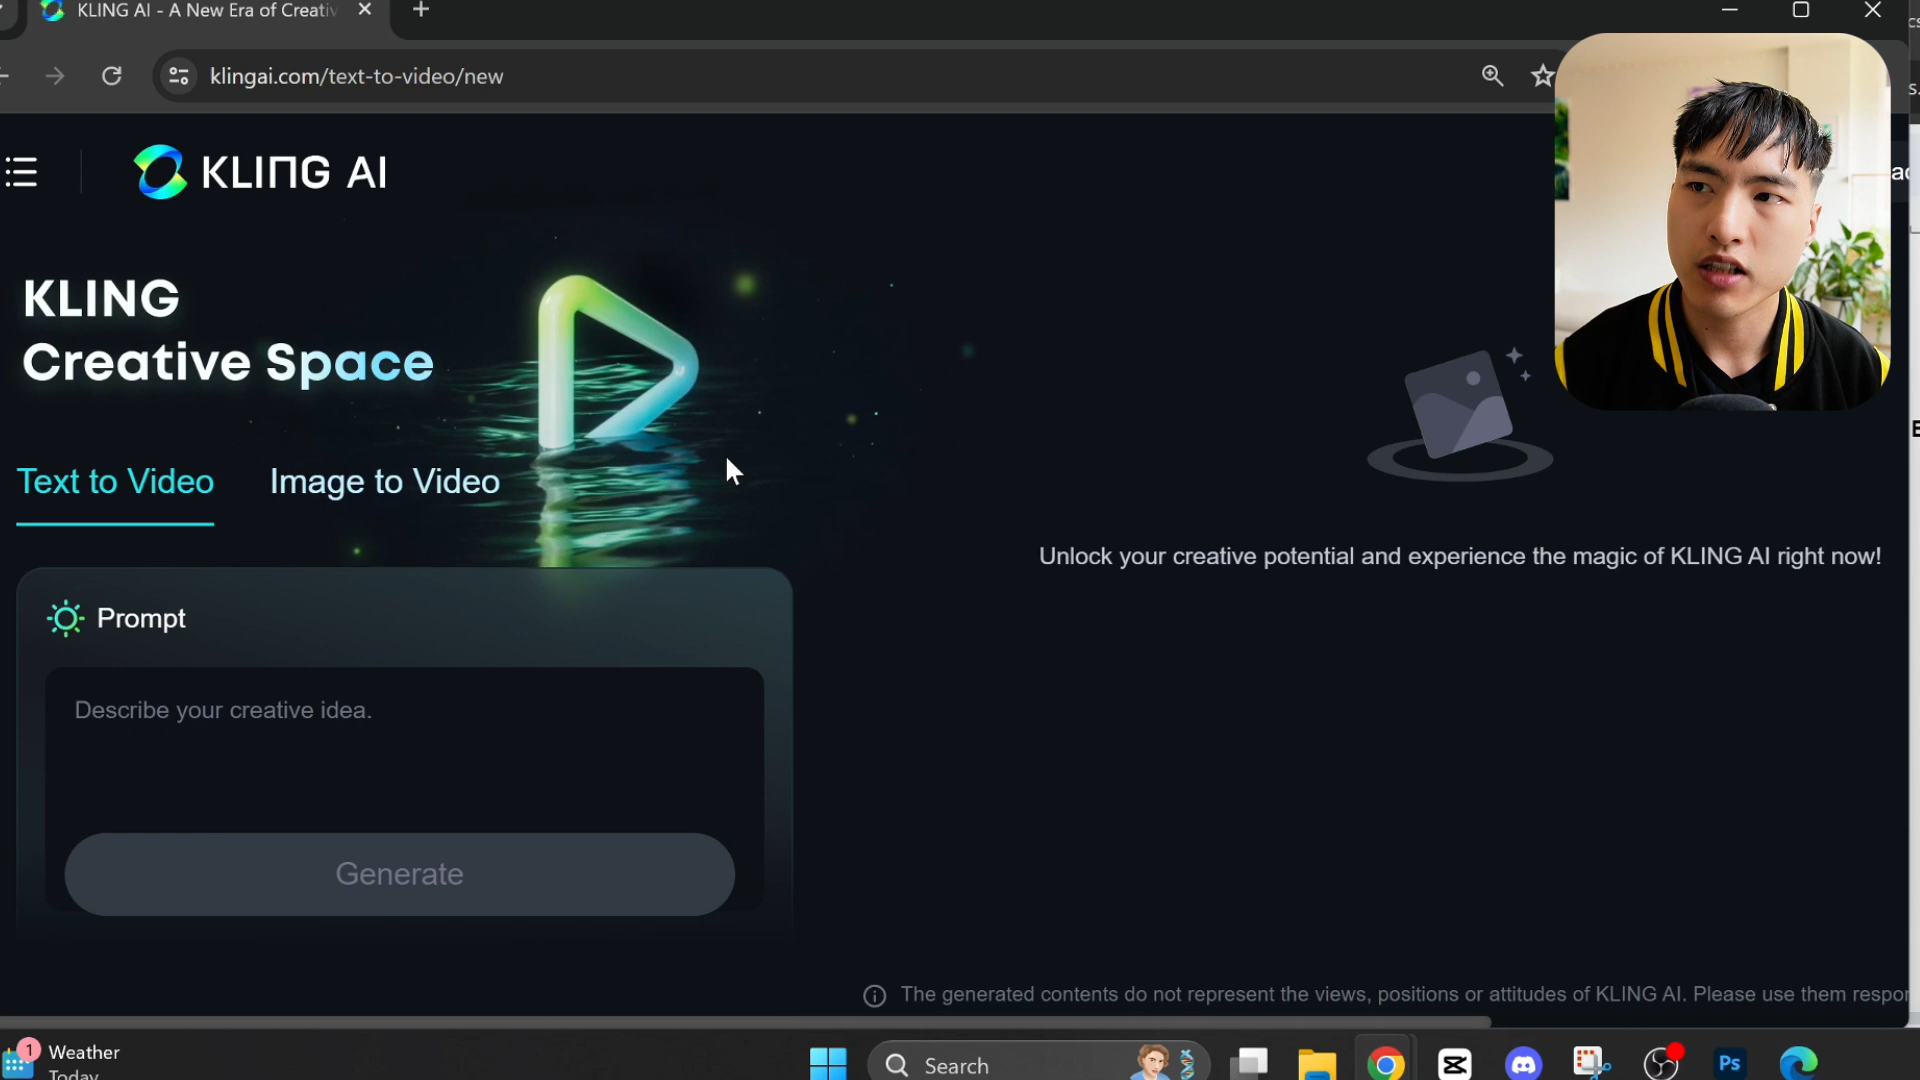 KLING AI - A New Era of Creativ
klingai.com/text-to-video/new
KLING AI
KLING
Creative Space
Text to Video
Image to Video
Unlock your creative potential and experience the magic of KLING AI right now!
Prompt
Describe your creative idea.
Generate
The generated contents do not represent the views, positions or attitudes of KLING AI. Please use them respo
1
Weather
Today
Search
Ps